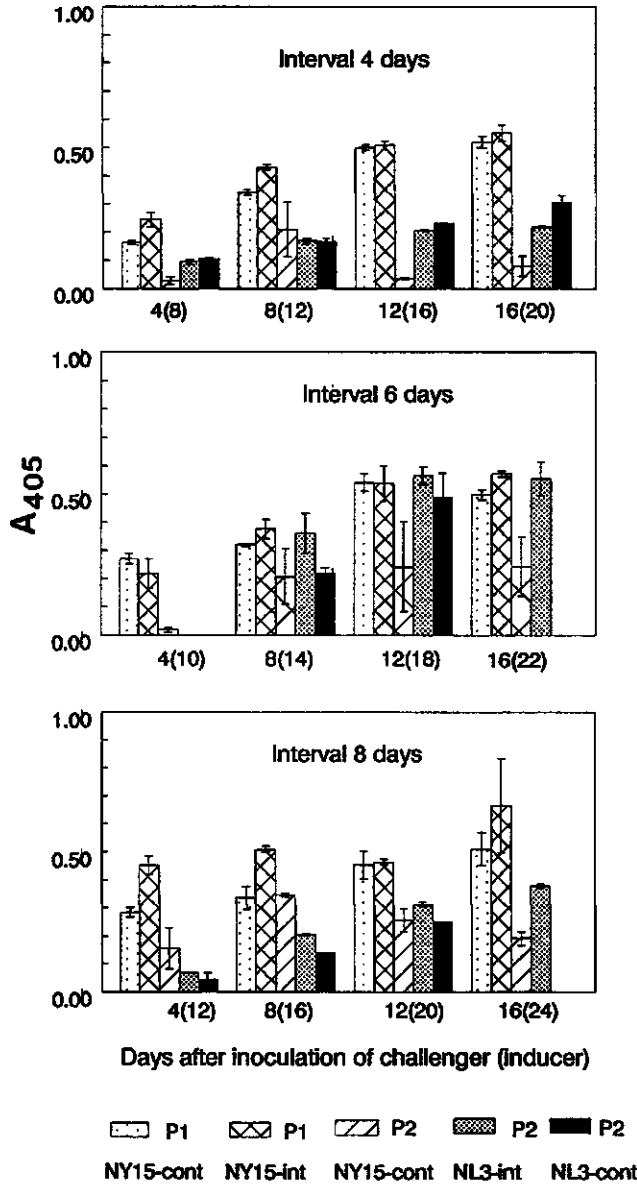 1.00
Interval 4 days
0.50
0.00
4(8) 8(12) 12(16) 16(20)
1.00
Interval 6 days
A405
0.50
0.00
4(10) 8(14) 12(18) 16(22)
1.00
Interval 8 days
0.50
0.00
4(12) 8(16) 12(20) 16(24)
Days after inoculation of challenger (inducer)
P1 P1 P2 P2 P2
NY15-cont NY15-int NY15-cont NL3-int NL3-cont